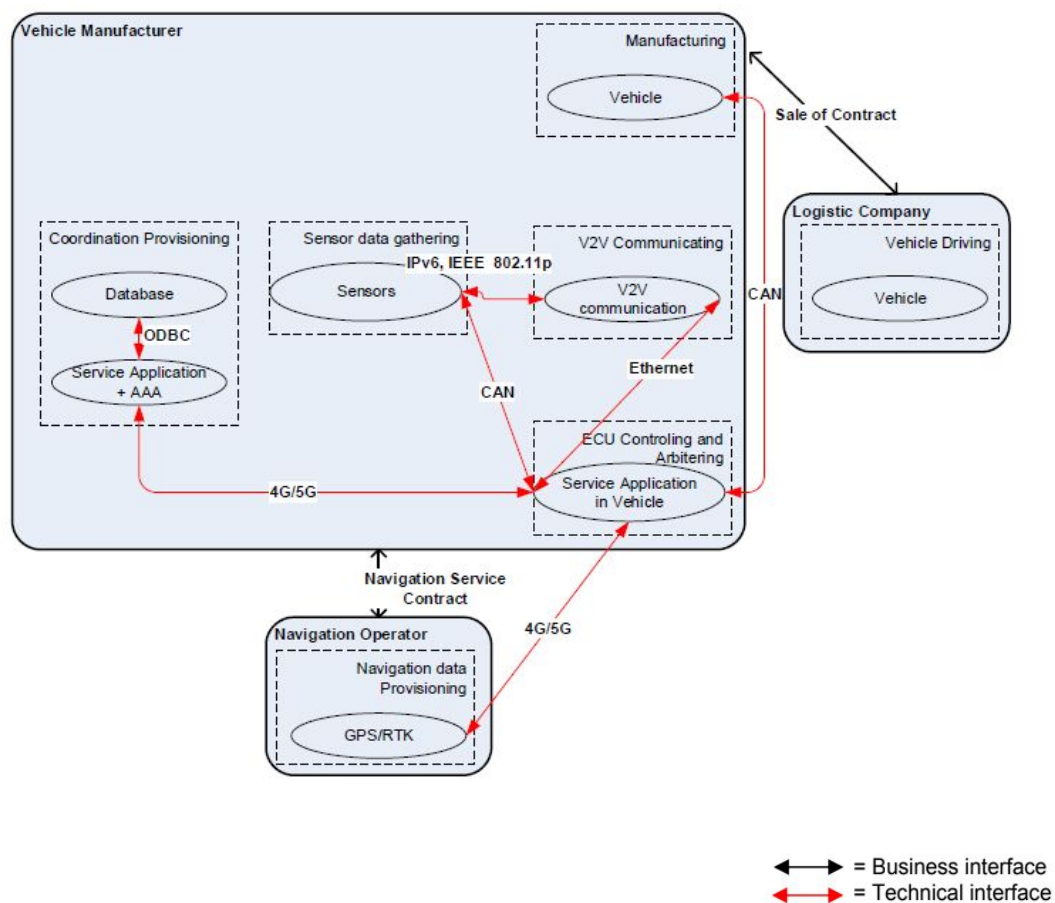 Vehicle Manufacturer
Manufacturing
Vehicle
Sale of Contract
Logistic Company
Vehicle Driving
Vehicle
CAN
Coordination Provisioning
Database
ODBC
Service Application
+ AAA
Sensor data gathering
IPv6, IEEE 802.11p
Sensors
V2V Communicating
V2V
communication
Ethernet
CAN
ECU Controling and
Arbitering
Service Application
in Vehicle
4G/5G
Navigation Service
Contract
4G/5G
Navigation Operator
Navigation data
Provisioning
GPS/RTK
= Business interface
= Technical interface